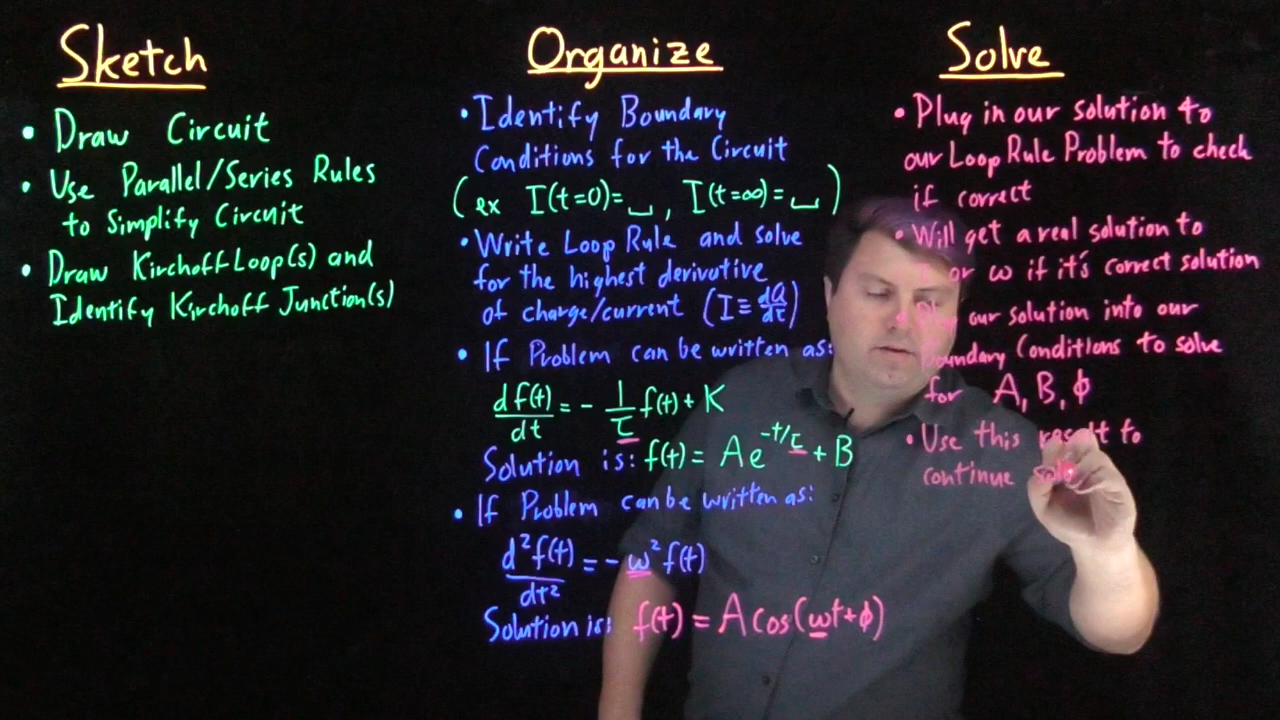 Sketch
• Draw Circuit
• Use Parallel/Series Rules
to Simplify Circuit
• Draw Kirchoff Loop(s) and
Identify Kirchoff Junction(s)
Organize
• Identify Boundary
Conditions for the Circuit
(ex I(t=0)=␣, I(t=∞)=␣)
• Write Loop Rule and solve
for the highest derivative
of charge/current (I≡dQ/dt)
• If Problem can be written as:
df(t)/dt = -1/τ f(t) + K
Solution is: f(t) = Ae^(-t/τ) + B
• If Problem can be written as:
d²f(t)/dt² = -ω² f(t)
Solution is: f(t) = A cos(ωt+ϕ)
Solve
• Plug in our solution to
our Loop Rule Problem to check
if correct
• Will get a real solution to
or ω if it's correct solution
our solution into our
Boundary Conditions to solve
for A, B, ϕ
• Use this result to
continue